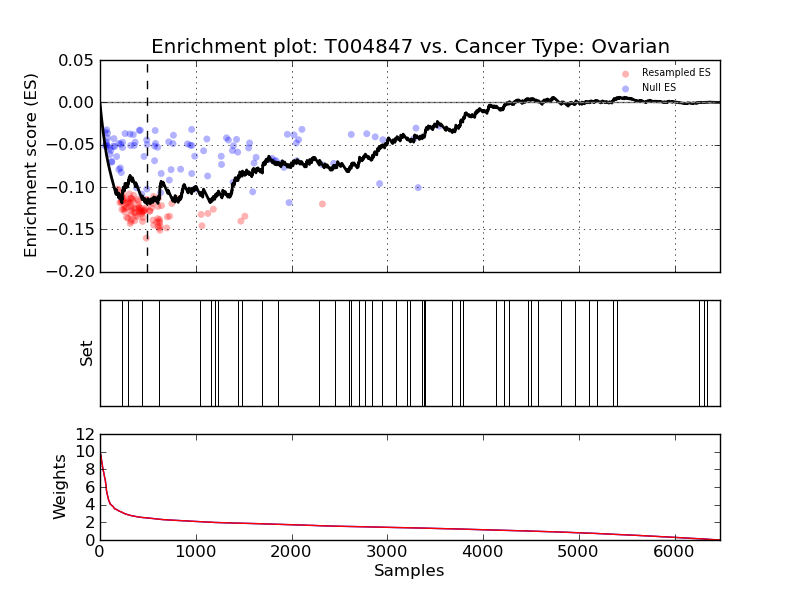 Enrichment plot: T004847 vs. Cancer Type: Ovarian
Enrichment score (ES)
0.05
0.00
−0.05
−0.10
−0.15
−0.20
Resampled ES
Null ES
Set
Weights
12
10
8
6
4
2
0
0 1000 2000 3000 4000 5000 6000
Samples